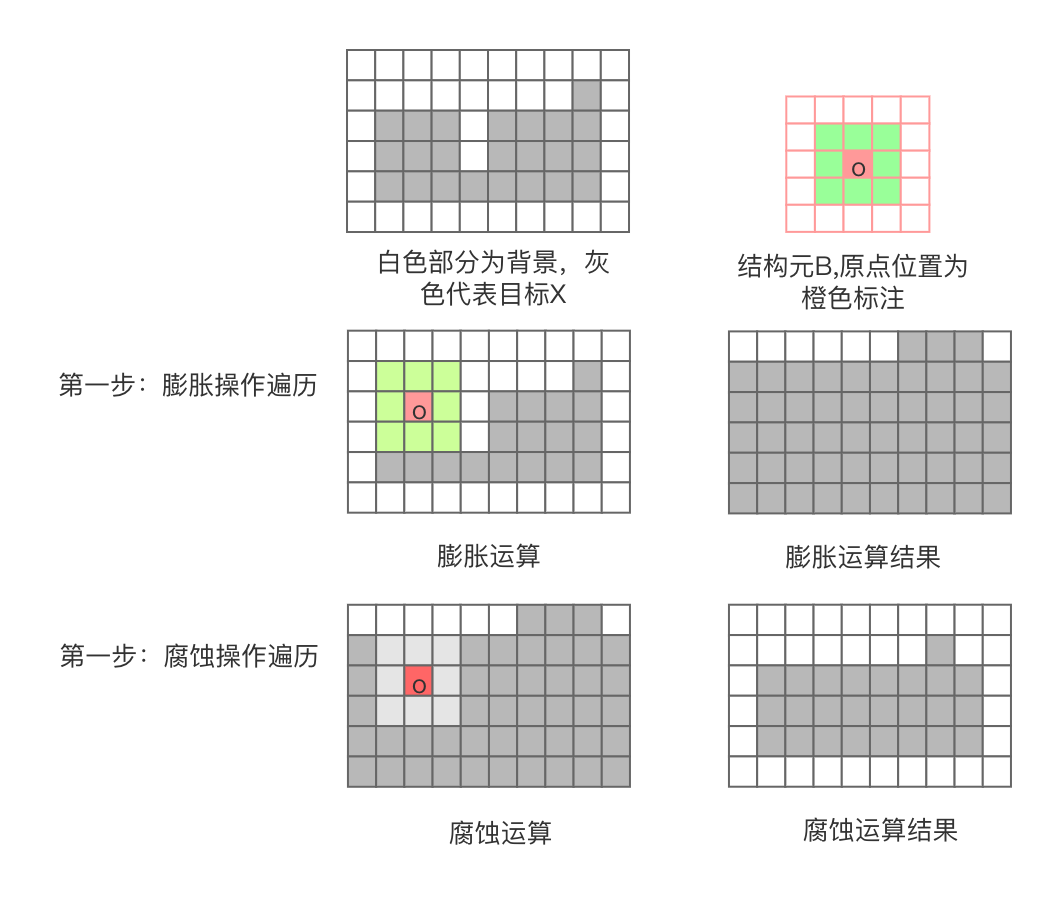 O
白色部分为背景，灰
色代表目标X
结构元B,原点位置为
橙色标注
第一步：膨胀操作遍历
O
膨胀运算
膨胀运算结果
第一步：腐蚀操作遍历
O
腐蚀运算
腐蚀运算结果